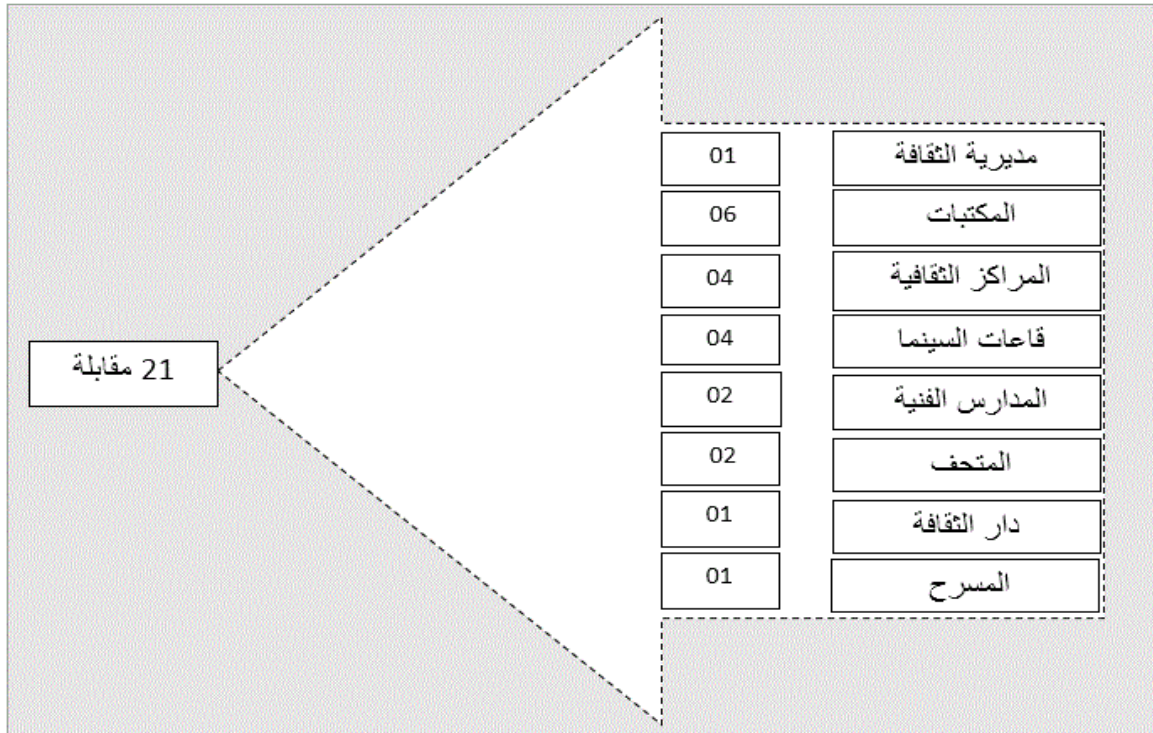 مديرية الثقافة
01
المكتبات
06
المراكز الثقافية
04
قاعات السينما
04
المدارس الفنية
02
المتحف
02
دار الثقافة
01
المسرح
01
21 مقابلة